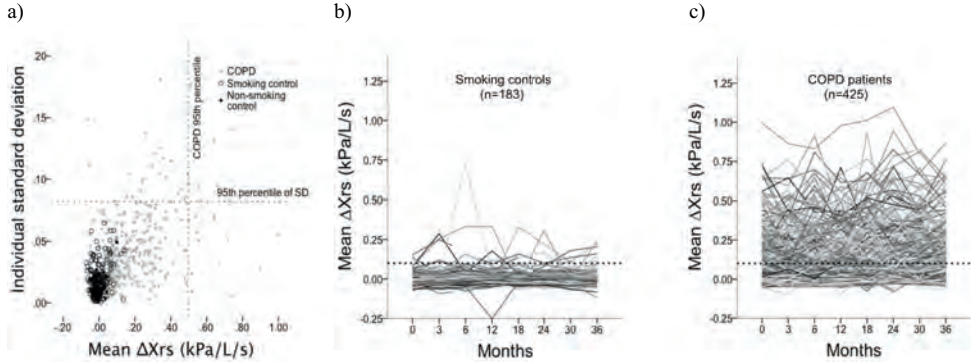 a)
b)
c)
Individual standard deviation
.20
.15
.10
.05
.00
-.20
.00
.20
.40
.60
.80
1.00
Mean ΔXrs (kPa/L/s)
COPD
Smoking control
Non-smoking
control
COPD 95th percentile
95th percentile of SD
Mean ΔXrs (kPa/L/s)
1.25
1.00
0.75
0.50
0.25
0.00
-0.25
Smoking controls
(n=183)
0 3 6 12 18 24 30 36
Months
Mean ΔXrs (kPa/L/s)
1.25
1.00
0.75
0.50
0.25
0.00
-0.25
COPD patients
(n=425)
0 3 6 12 18 24 30 36
Months